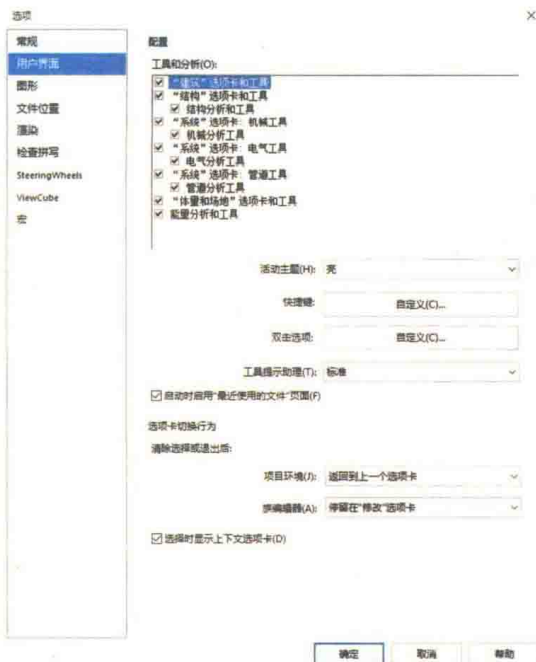 选项
常规
用户界面
图形
文件位置
渲染
检查拼写
SteeringWheels
ViewCube
宏
配置
工具和分析(O):
“建筑”选项卡和工具
“结构”选项卡和工具
结构分析和工具
“系统”选项卡: 机械工具
机械分析工具
“系统”选项卡: 电气工具
电气分析工具
“系统”选项卡: 管道工具
管道分析工具
“体量和场地”选项卡和工具
能量分析和工具
活动主题(H): 亮
快捷键: 自定义(C)...
双击选项: 自定义(C)...
工具提示助理(T): 标准
启动时启用“最近使用的文件”页面(F)
选项卡切换行为
清除选择或退出后:
项目环境(J): 返回到上一个选项卡
族编辑器(A): 停留在“修改”选项卡
选择时显示上下文选项卡(D)
确定 取消 帮助